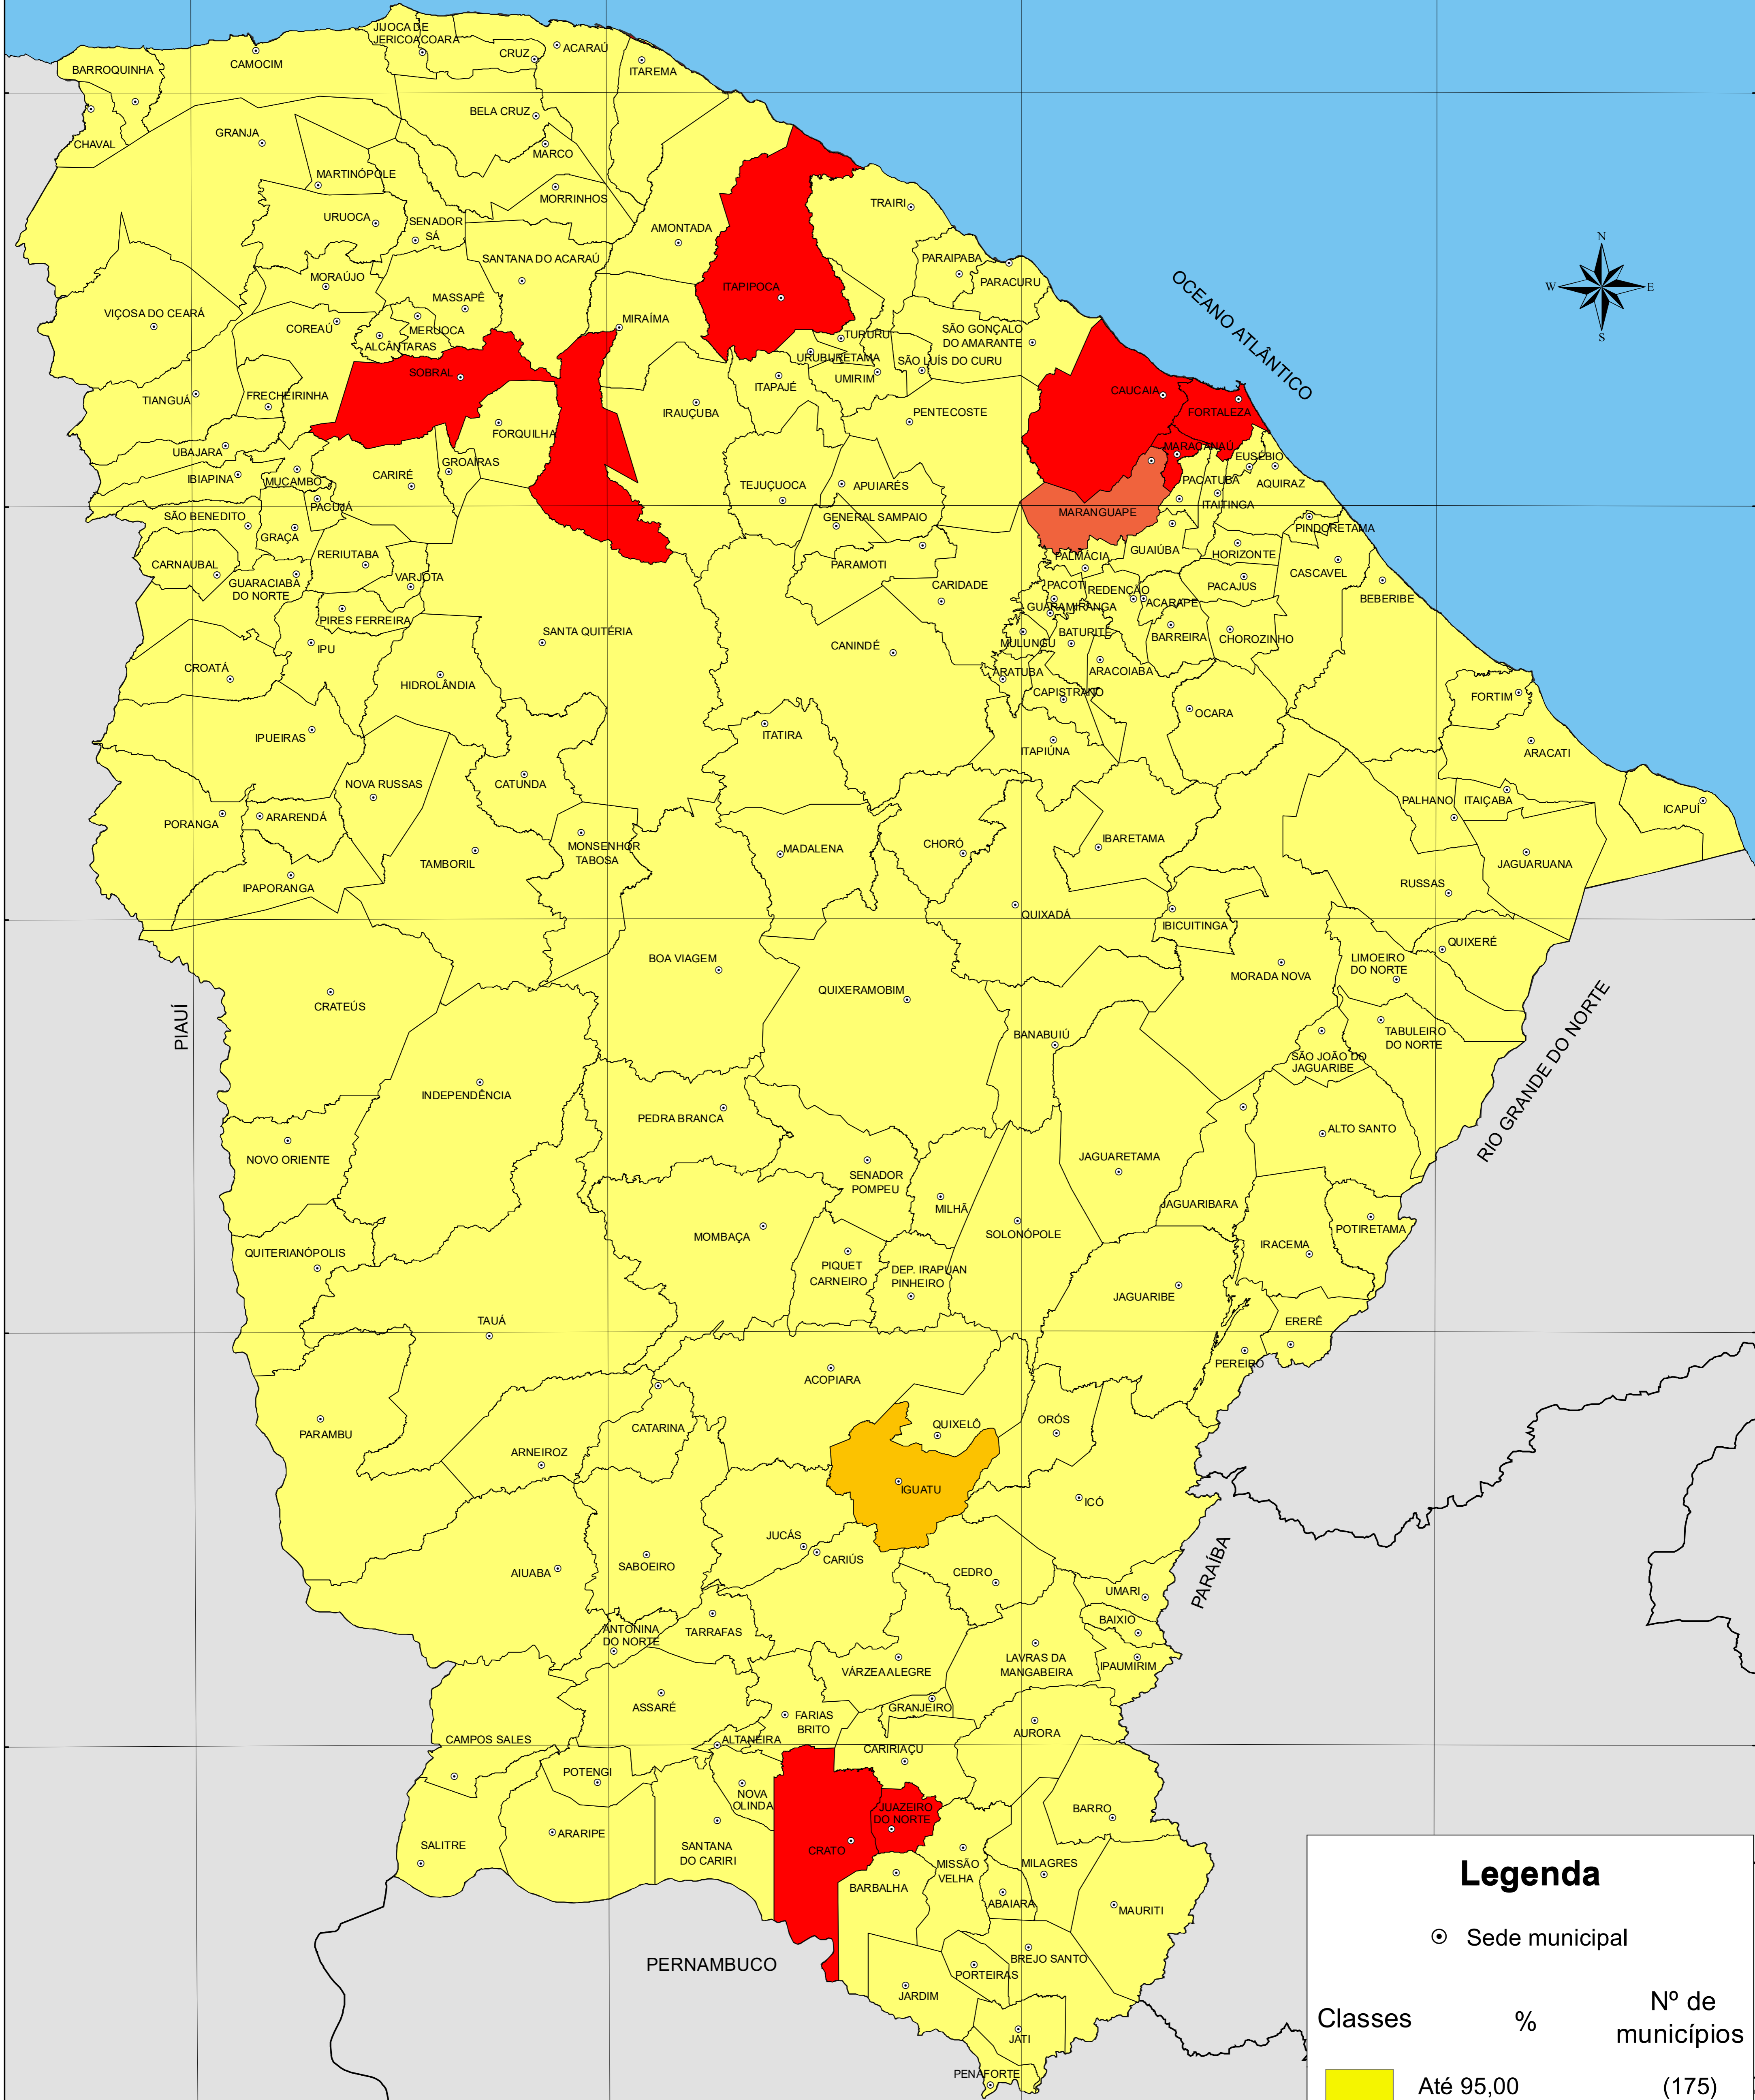 JIJOCA DE
JERICOACOARA
CRUZ
ACARAÚ
ITAREMA
BARROQUINHA
CAMOCIM
BELA CRUZ
CHAVAL
GRANJA
MARCO
MARTINÓPOLE
MORRINHOS
URUOCA
SENADOR
SÁ
AMONTADA
TRAIRI
N
W
E
S
SANTANA DO ACARAÚ
PARAIPABA
PARACURU
MORAÚJO
MASSAPÊ
ITAPIPOCA
OCEANO ATLÂNTICO
VIÇOSA DO CEARÁ
COREAÚ
MERUOCA
MIRAÍMA
ALCÂNTARAS
TURURU
SÃO GONÇALO
DO AMARANTE
URUBURETAMA
SÃO LUÍS DO CURU
SOBRAL
UMIRIM
ITAPAJÉ
TIANGUÁ
FRECHEIRINHA
IRAUÇUBA
PENTECOSTE
CAUCAIA
FORTALEZA
FORQUILHA
MARACANAÚ
UBAJARA
EUSÉBIO
IBIAPINA
MUCAMBO
CARIRÉ
GROAÍRAS
TEJUÇUOCA
APUIARÉS
PACATUBA
AQUIRAZ
PACUJÁ
ITAITINGA
SÃO BENEDITO
GENERAL SAMPAIO
MARANGUAPE
PINDORETAMA
GRAÇA
RERIUTABA
PALMÁCIA
GUAIÚBA
HORIZONTE
CARNAUBAL
PARAMOTI
CASCAVEL
GUARACIABA
DO NORTE
VARJOTA
CARIDADE
PACOTI
REDENÇÃO
PACAJUS
BEBERIBE
GUARAMIRANGA
ACARAPE
PIRES FERREIRA
SANTA QUITÉRIA
CANINDÉ
MULUNGU
BATURITÉ
BARREIRA
CHOROZINHO
IPU
CROATÁ
ARATUBA
ARACOIABA
HIDROLÂNDIA
CAPISTRANO
OCARA
FORTIM
IPUEIRAS
ITATIRA
ITAPIÚNA
ARACATI
NOVA RUSSAS
CATUNDA
PALHANO
ITAIÇABA
ICAPUÍ
PORANGA
ARARENDÁ
MONSENHOR
TABOSA
MADALENA
CHORÓ
IBARETAMA
TAMBORIL
JAGUARUANA
IPAPORANGA
RUSSAS
QUIXADÁ
IBICUITINGA
QUIXERÉ
BOA VIAGEM
LIMOEIRO
DO NORTE
MORADA NOVA
QUIXERAMOBIM
CRATEÚS
PIAUÍ
BANABUIÚ
TABULEIRO
DO NORTE
RIO GRANDE DO NORTE
SÃO JOÃO DO
JAGUARIBE
INDEPENDÊNCIA
PEDRA BRANCA
ALTO SANTO
NOVO ORIENTE
JAGUARETAMA
SENADOR
POMPEU
MILHÃ
JAGUARIBARA
POTIRETAMA
SOLONÓPOLE
MOMBAÇA
QUITERIANÓPOLIS
IRACEMA
PIQUET
CARNEIRO
DEP. IRAPUAN
PINHEIRO
JAGUARIBE
TAUÁ
ERERÊ
PEREIRO
ACOPIARA
PARAMBU
CATARINA
QUIXELÔ
ORÓS
ARNEIROZ
IGUATU
ICÓ
JUCÁS
CARIÚS
PARAÍBA
AIUABA
SABOEIRO
CEDRO
UMARI
BAIXIO
ANTONINA
DO NORTE
TARRAFAS
VÁRZEA ALEGRE
LAVRAS DA
MANGABEIRA
IPAUMIRIM
ASSARÉ
GRANJEIRO
FARIAS
BRITO
AURORA
CAMPOS SALES
ALTANEIRA
CARIRIAÇU
POTENGI
NOVA
OLINDA
JUAZEIRO
DO NORTE
BARRO
ARARIPE
SALITRE
SANTANA
DO CARIRI
CRATO
MISSÃO
VELHA
MILAGRES
BARBALHA
ABAIARA
MAURITI
PERNAMBUCO
BREJO SANTO
PORTEIRAS
JARDIM
JATI
PENAFORTE
Legenda
Sede municipal
Classes % Nº de
municípios
Até 95,00 (175)